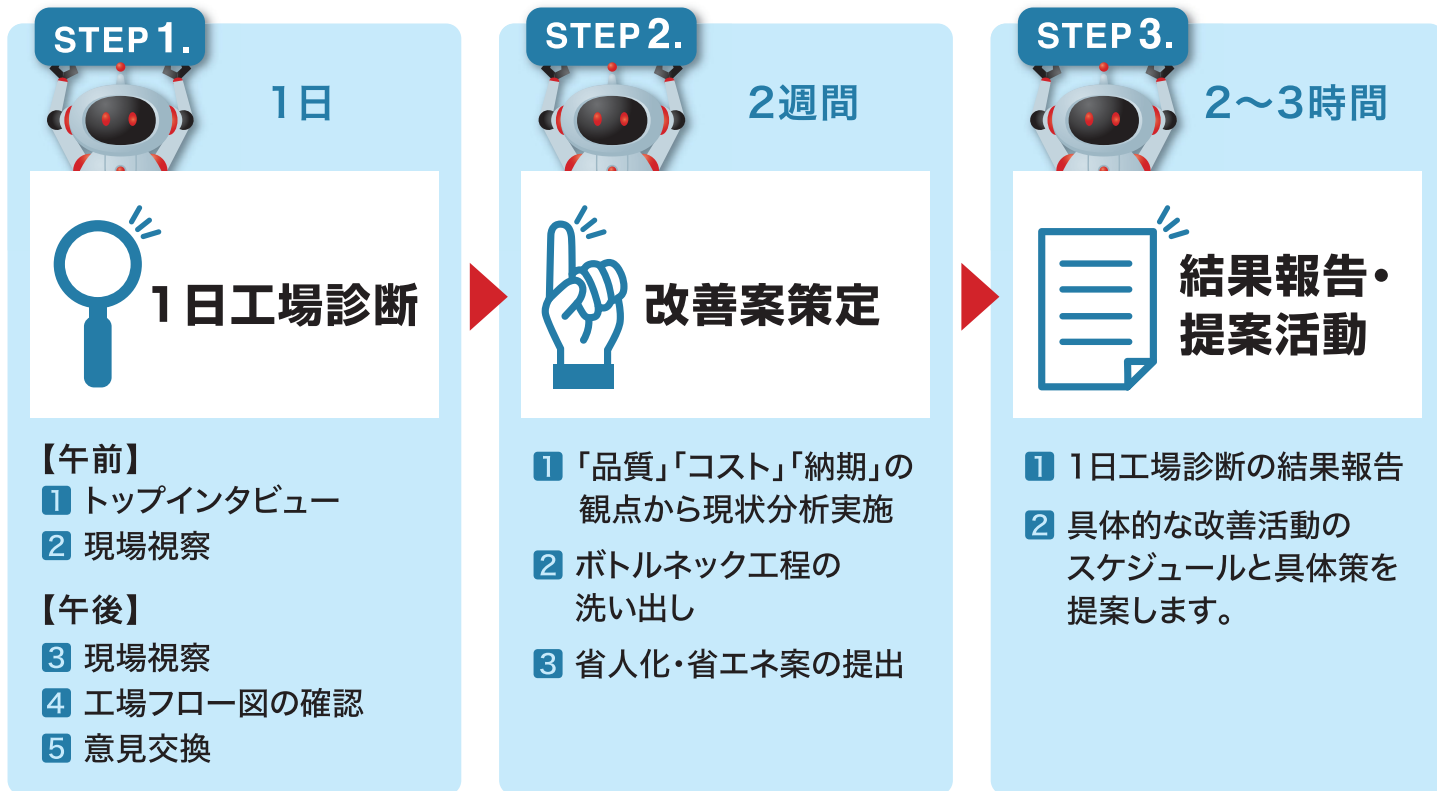 STEP 1.
1日
1日工場診断
【午前】
1 トップインタビュー
2 現場視察
【午後】
3 現場視察
4 工場フロー図の確認
5 意見交換
STEP 2.
2週間
改善案策定
1 「品質」「コスト」「納期」の
観点から現状分析実施
2 ボトルネック工程の
洗い出し
3 省人化・省エネ案の提出
STEP 3.
2〜3時間
結果報告・
提案活動
1 1日工場診断の結果報告
2 具体的な改善活動の
スケジュールと具体策を
提案します。